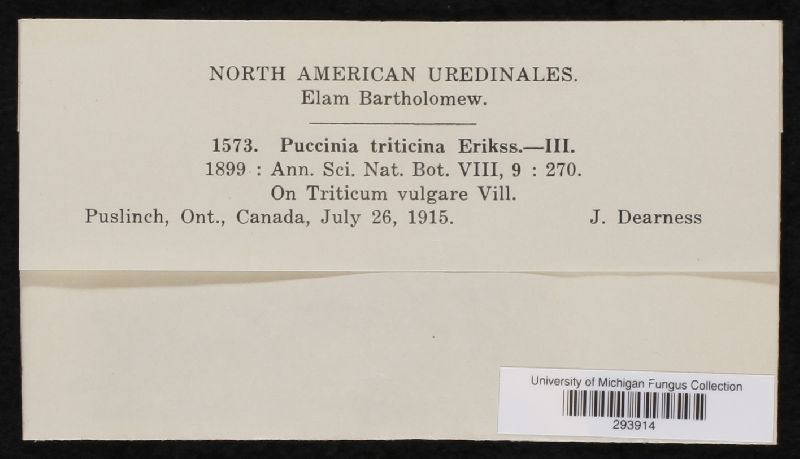 NORTH AMERICAN UREDINALES.
Elam Bartholomew.
1573. Puccinia triticina Erikss.—III.
1899 : Ann. Sci. Nat. Bot. VIII, 9 : 270.
On Triticum vulgare Vill.
Puslinch, Ont., Canada, July 26, 1915. J. Dearness
University of Michigan Fungus Collection
293914